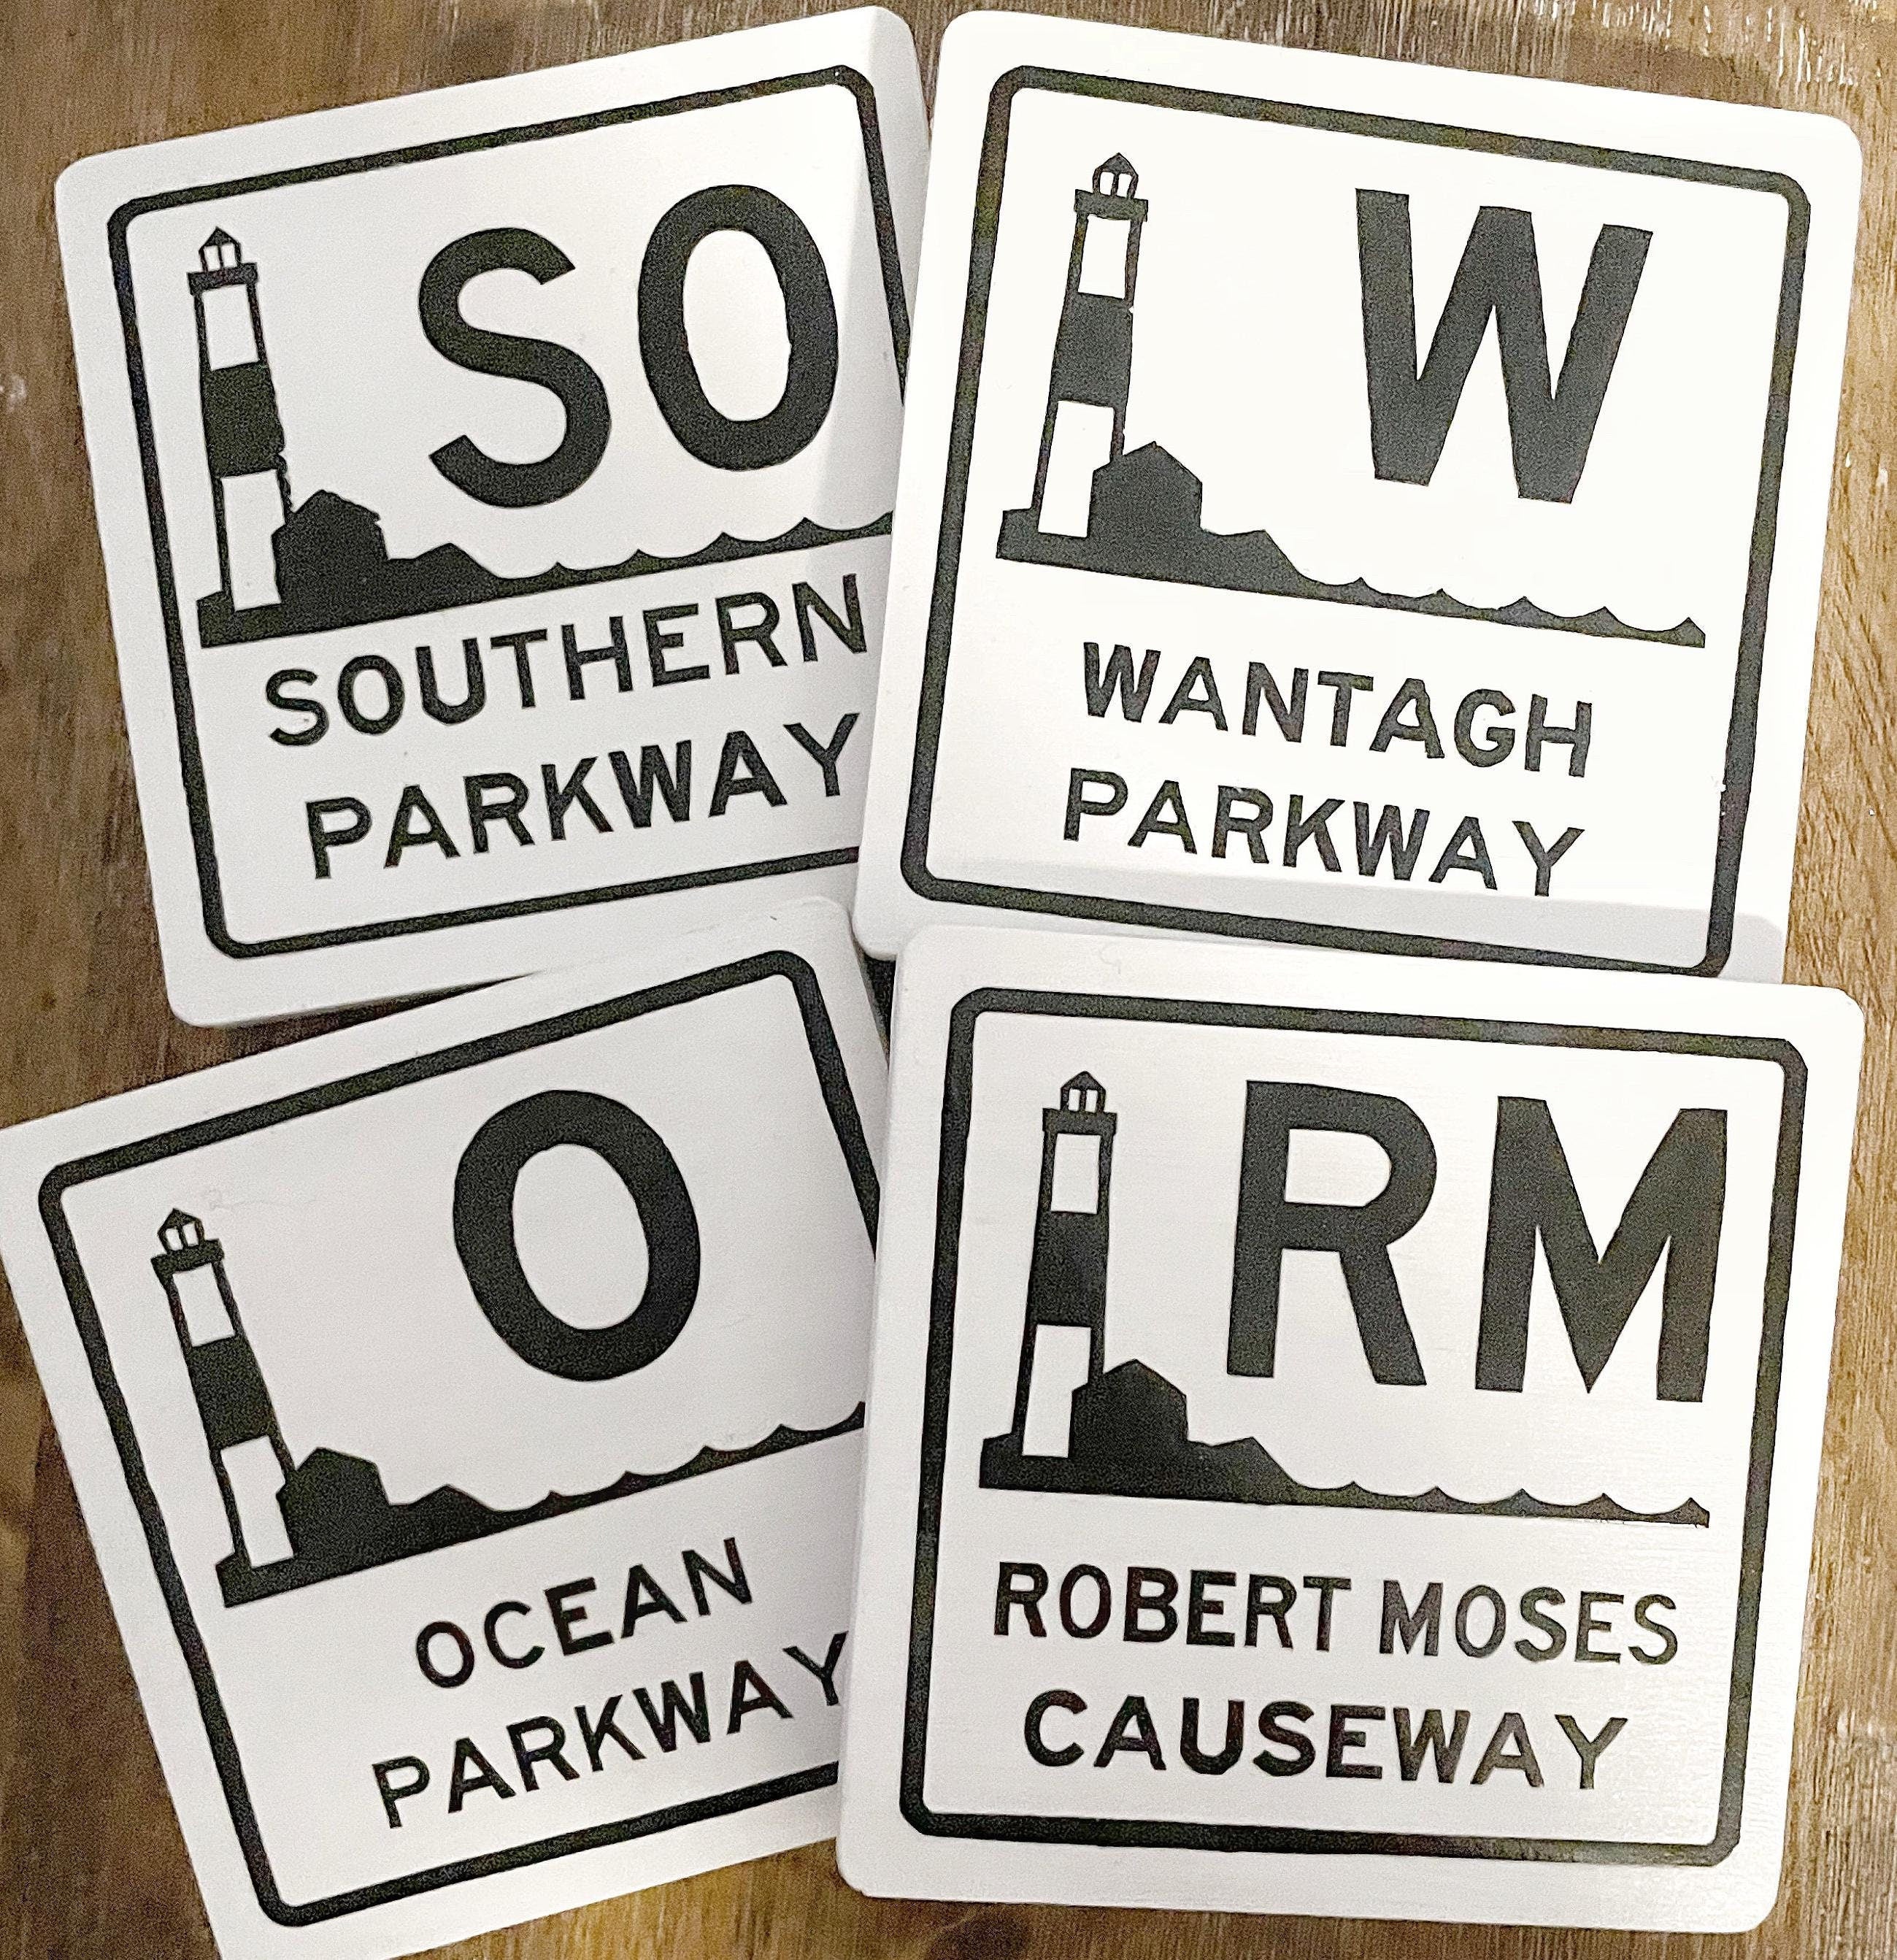 SO
SOUTHERN
PARKWAY
W
WANTAGH
PARKWAY
O
OCEAN
PARKWAY
RM
ROBERT MOSES
CAUSEWAY